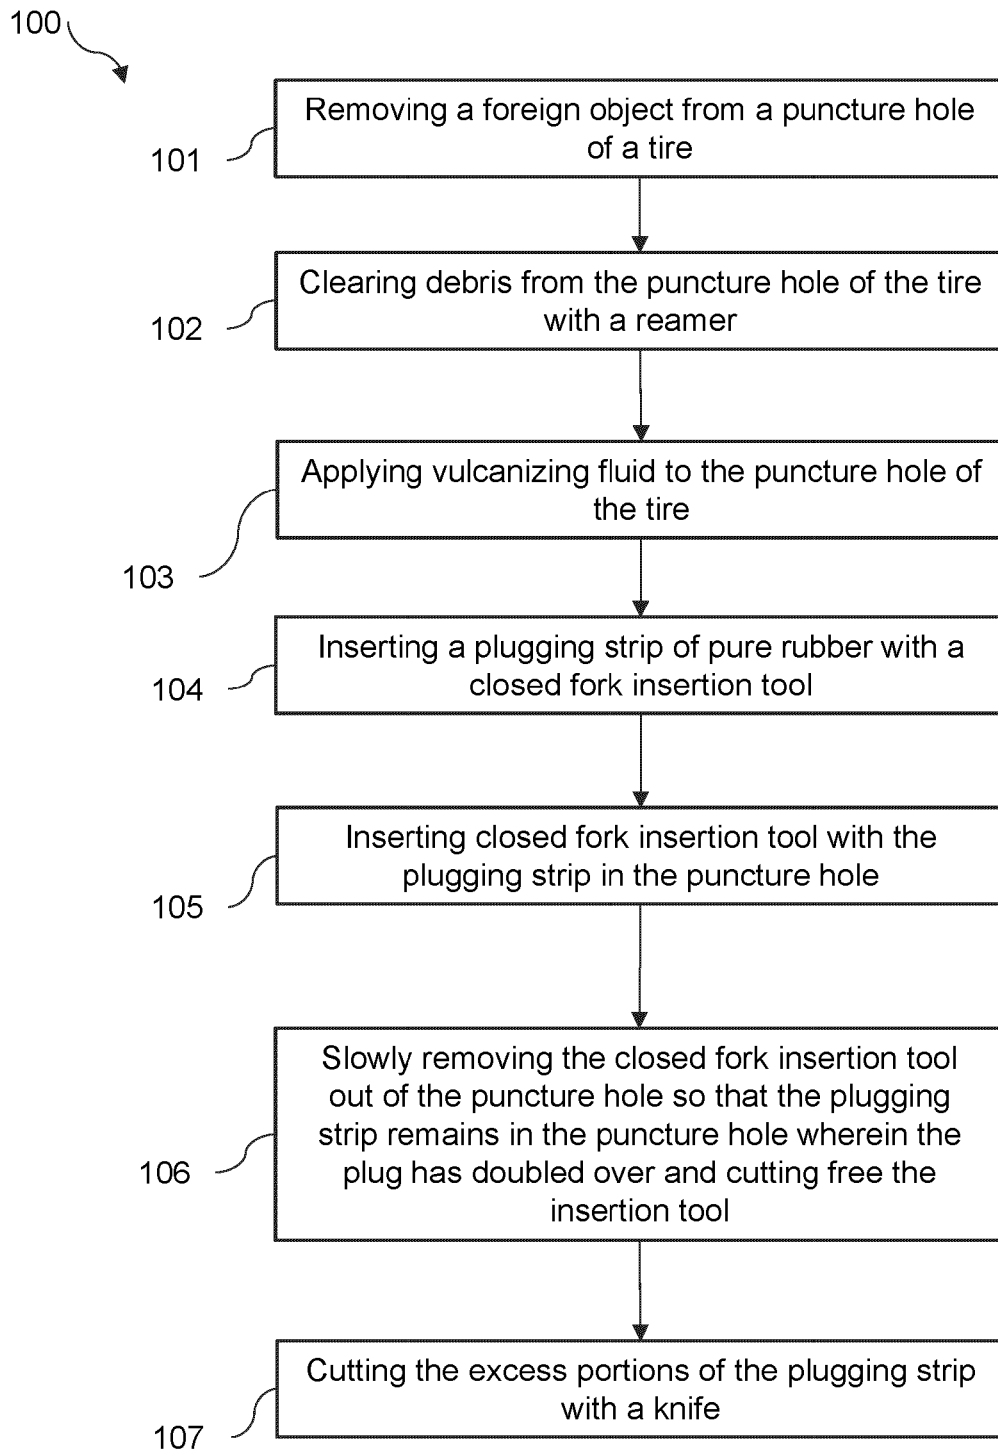 100
Removing a foreign object from a puncture hole
of a tire
101
Clearing debris from the puncture hole of the tire
with a reamer
102
Applying vulcanizing fluid to the puncture hole of
the tire
103
Inserting a plugging strip of pure rubber with a
closed fork insertion tool
104
Inserting closed fork insertion tool with the
plugging strip in the puncture hole
105
Slowly removing the closed fork insertion tool
out of the puncture hole so that the plugging
strip remains in the puncture hole wherein the
plug has doubled over and cutting free the
insertion tool
106
Cutting the excess portions of the plugging strip
with a knife
107